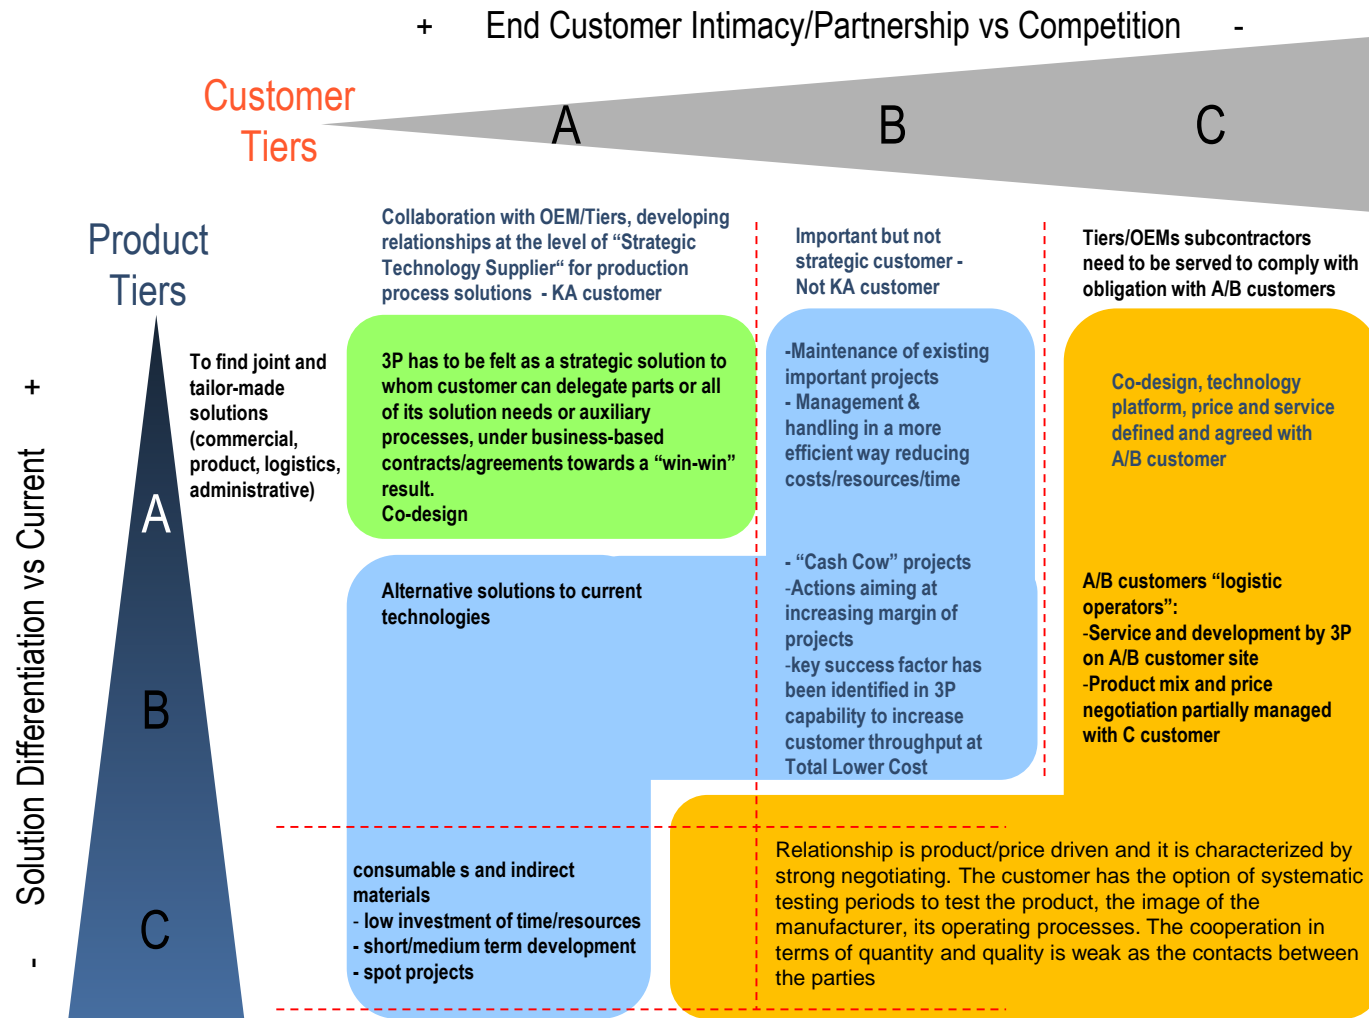 + End Customer Intimacy/Partnership vs Competition -
Customer
Tiers
A
B
C
Product
Tiers
Collaboration with OEM/Tiers, developing
relationships at the level of “Strategic
Technology Supplier“ for production
process solutions - KA customer
Important but not
strategic customer -
Not KA customer
Tiers/OEMs subcontractors
need to be served to comply with
obligation with A/B customers
+
Solution Differentiation vs Current
-
A
B
C
To find joint and
tailor-made
solutions
(commercial,
product, logistics,
administrative)
3P has to be felt as a strategic solution to
whom customer can delegate parts or all
of its solution needs or auxiliary
processes, under business-based
contracts/agreements towards a “win-win”
result.
Co-design
-Maintenance of existing
important projects
- Management &
handling in a more
efficient way reducing
costs/resources/time
Co-design, technology
platform, price and service
defined and agreed with
A/B customer
Alternative solutions to current
technologies
- “Cash Cow” projects
-Actions aiming at
increasing margin of
projects
-key success factor has
been identified in 3P
capability to increase
customer throughput at
Total Lower Cost
A/B customers “logistic
operators”:
-Service and development by 3P
on A/B customer site
-Product mix and price
negotiation partially managed
with C customer
consumable s and indirect
materials
- low investment of time/resources
- short/medium term development
- spot projects
Relationship is product/price driven and it is characterized by
strong negotiating. The customer has the option of systematic
testing periods to test the product, the image of the
manufacturer, its operating processes. The cooperation in
terms of quantity and quality is weak as the contacts between
the parties